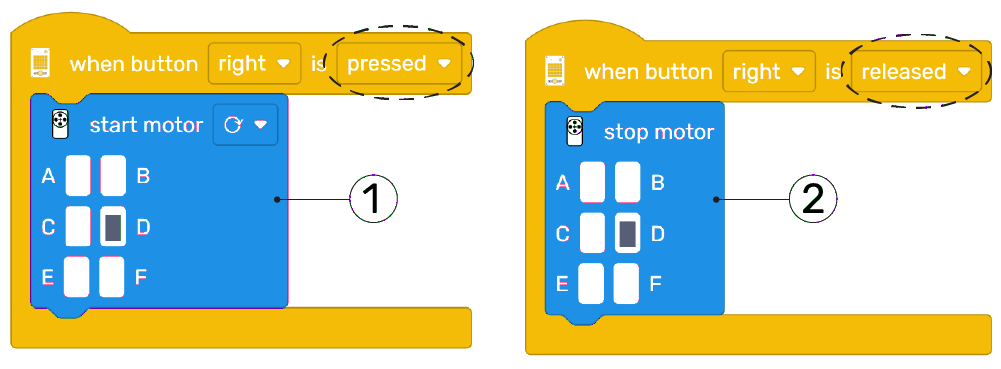 when button right is pressed
start motor
A B
C D
E F
1
when button right is released
stop motor
A B
C D
E F
2